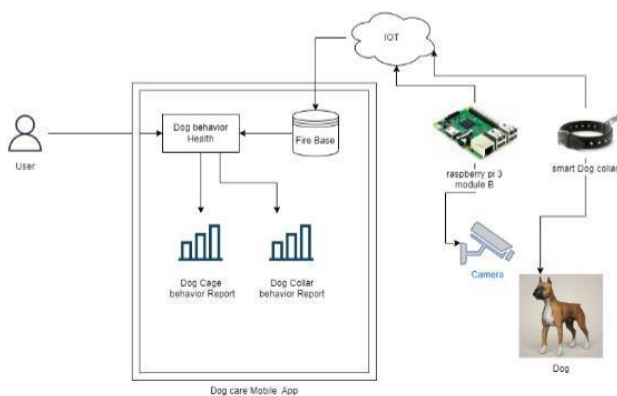 IOT
Dog behavior
Health
Fire Base
User
raspberry pi 3
module B
smart Dog collar
Dog Cage
behavior Report
Dog Collar
behavior Report
Camera
Dog
Dog care Mobile App